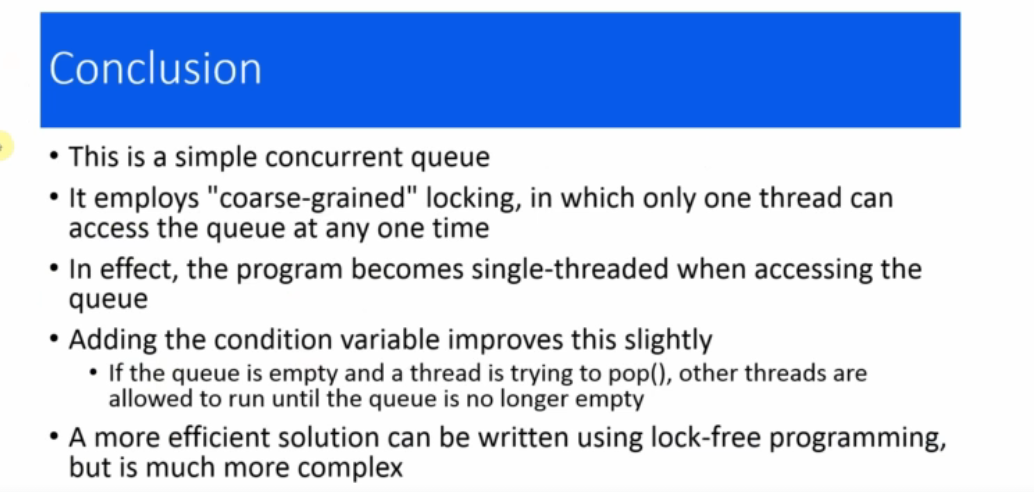 Conclusion
• This is a simple concurrent queue
• It employs "coarse-grained" locking, in which only one thread can
access the queue at any one time
• In effect, the program becomes single-threaded when accessing the
queue
• Adding the condition variable improves this slightly
• If the queue is empty and a thread is trying to pop(), other threads are
allowed to run until the queue is no longer empty
• A more efficient solution can be written using lock-free programming,
but is much more complex